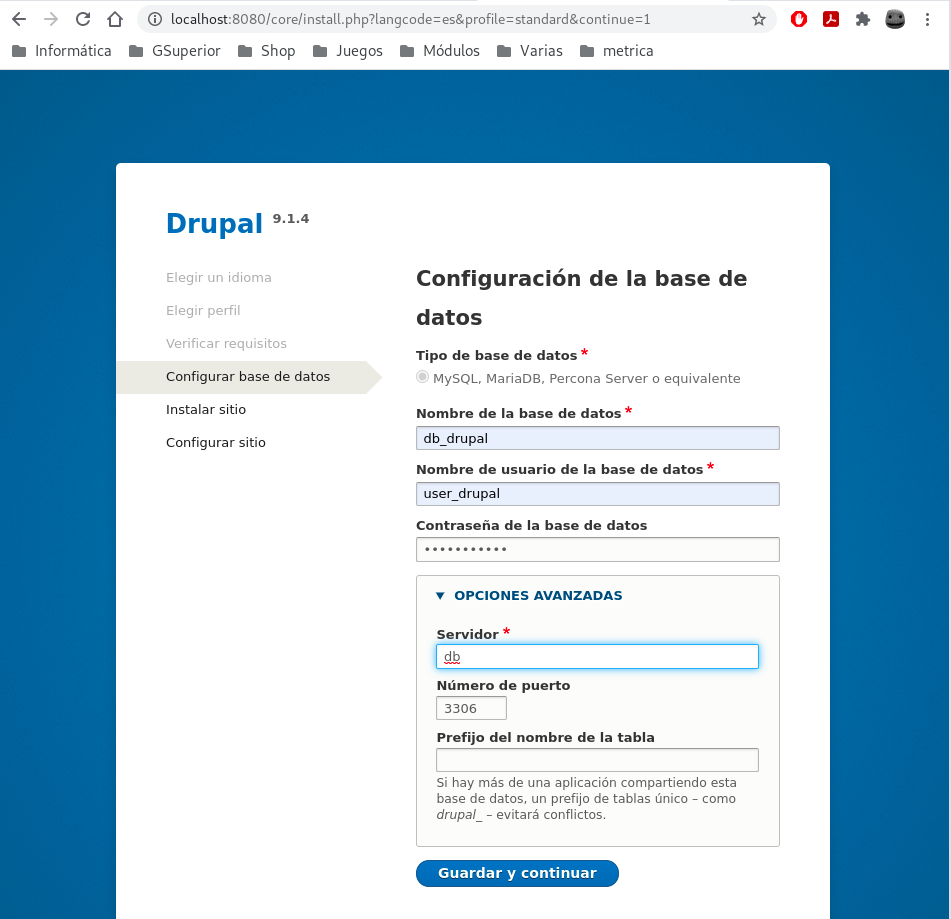 localhost:8080/core/install.php?langcode=es&profile=standard&continue=1
Informática GSuperior Shop Juegos Módulos Varias metrica
Drupal 9.1.4
Elegir un idioma
Elegir perfil
Verificar requisitos
Configurar base de datos
Instalar sitio
Configurar sitio
Configuración de la base de
datos
Tipo de base de datos *
MySQL, MariaDB, Percona Server o equivalente
Nombre de la base de datos *
db_drupal
Nombre de usuario de la base de datos *
user_drupal
Contraseña de la base de datos
•••••••••••
▼ OPCIONES AVANZADAS
Servidor *
db
Número de puerto
3306
Prefijo del nombre de la tabla
Si hay más de una aplicación compartiendo esta
base de datos, un prefijo de tablas único – como
drupal_ – evitará conflictos.
Guardar y continuar